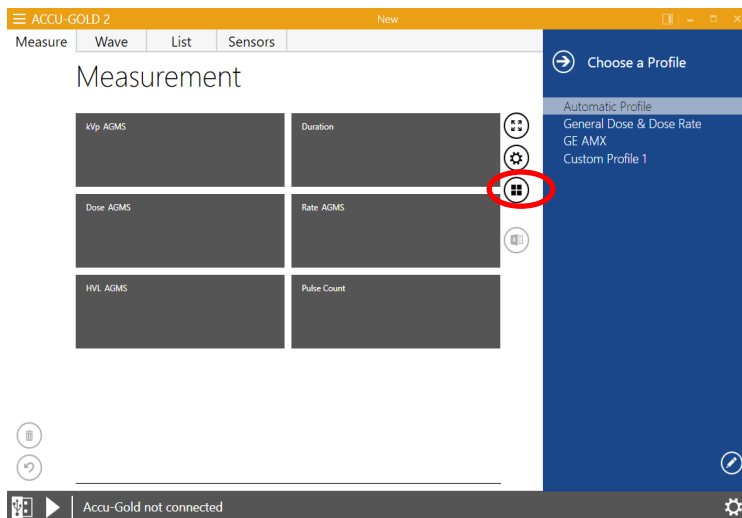 ACCU-GOLD 2
New
Measure Wave List Sensors
Measurement
kVp AGMS
Duration
Dose AGMS
Rate AGMS
HVL AGMS
Pulse Count
Choose a Profile
Automatic Profile
General Dose & Dose Rate
GE AMX
Custom Profile 1
Accu-Gold not connected